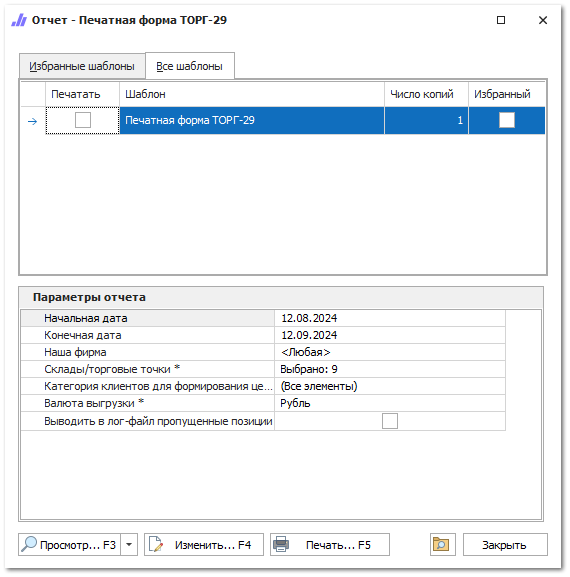 Отчет - Печатная форма ТОРГ-29
Избранные шаблоны Все шаблоны
Печатать Шаблон Число копий Избранный
Печатная форма ТОРГ-29 1
Параметры отчета
Начальная дата 12.08.2024
Конечная дата 12.09.2024
Наша фирма <Любая>
Склады/торговые точки * Выбрано: 9
Категория клиентов для формирования це... (Все элементы)
Валюта выгрузки * Рубль
Выводить в лог-файл пропущенные позиции
Просмотр... F3 Изменить... F4 Печать... F5 Закрыть